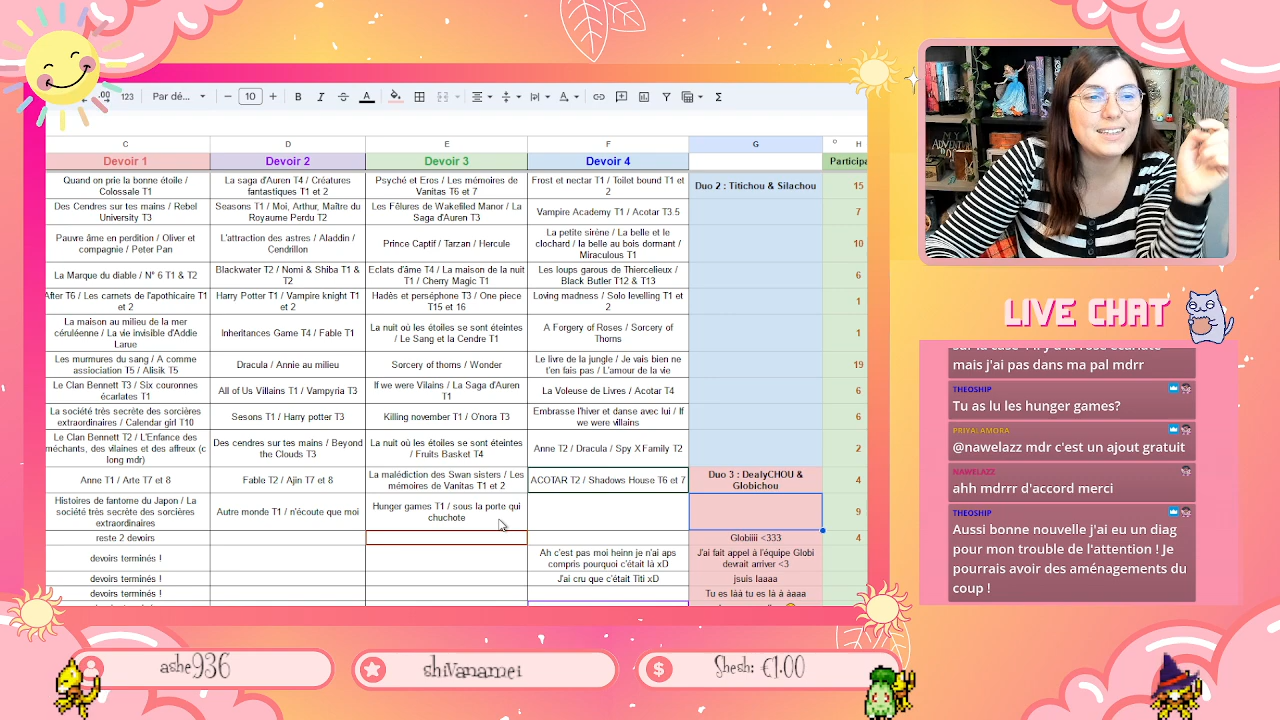 .00 123 Par dé... 10 B I A Σ
C D E F G H
Devoir 1 Devoir 2 Devoir 3 Devoir 4 Participa
Quand on prie la bonne étoile /
Colossale T1
La saga d'Auren T4 / Créatures
fantastiques T1 et 2
Psyché et Eros / Les mémoires de
Vanitas T6 et 7
Frost et nectar T1 / Toilet bound T1 et
2
Duo 2 : Titichou & Silachou
15
Des Cendres sur tes mains / Rebel
University T3
Seasons T1 / Moi, Arthur, Maître du
Royaume Perdu T2
Les Fêlures de Wakefiled Manor / La
Saga d'Auren T3
Vampire Academy T1 / Acotar T3.5
7
Pauvre âme en perdition / Oliver et
compagnie / Peter Pan
L'attraction des astres / Aladdin /
Cendrillon
Prince Captif / Tarzan / Hercule
La petite sirène / La belle et le
clochard / la belle au bois dormant /
Miraculous T1
10
La Marque du diable / N° 6 T1 & T2
Blackwater T2 / Nomi & Shiba T1 &
T2
Eclats d'âme T4 / La maison de la nuit
T1 / Cherry Magic T1
Les loups garous de Thiercelieux /
Black Butler T12 & T13
6
After T6 / Les carnets de l'apothicaire T1
et 2
Harry Potter T1 / Vampire knight T1
et 2
Hadès et perséphone T3 / One piece
T15 et 16
Loving madness / Solo levelling T1 et
2
1
La maison au milieu de la mer
céruléenne / La vie invisible d'Addie
Larue
Inheritances Game T4 / Fable T1
La nuit où les étoiles se sont éteintes
/ Le Sang et la Cendre T1
A Forgery of Roses / Sorcery of
Thorns
1
Les murmures du sang / A comme
association T5 / Alisik T5
Dracula / Annie au milieu
Sorcery of thorns / Wonder
Le livre de la jungle / Je vais bien ne
t'en fais pas / L'amour de la vie
19
Le Clan Bennett T3 / Six couronnes
écarlates T1
All of Us Villains T1 / Vampyria T3
If we were Vilains / La Saga d'Auren
T1
La Voleuse de Livres / Acotar T4
6
La société très secrète des sorcières
extraordinaires / Calendar girl T10
Sesons T1 / Harry potter T3
Killing november T1 / O'nora T3
Embrasse l'hiver et danse avec lui / If
we were villains
6
Le Clan Bennett T2 / L'Enfance des
méchants, des vilaines et des affreux (c
long mdr)
Des cendres sur tes mains / Beyond
the Clouds T3
La nuit où les étoiles se sont éteintes
/ Fruits Basket T4
Anne T2 / Dracula / Spy X Family T2
2
Anne T1 / Arte T7 et 8
Fable T2 / Ajin T7 et 8
La malédiction des Swan sisters / Les
mémoires de Vanitas T1 et 2
ACOTAR T2 / Shadows House T6 et 7
Duo 3 : DealyCHOU &
Globichou
4
Histoires de fantome du Japon / La
société très secrète des sorcières
extraordinaires
Autre monde T1 / n'écoute que moi
Hunger games T1 / sous la porte qui
chuchote
9
reste 2 devoirs
Globiiii <333
4
devoirs terminés !
Ah c'est pas moi heinn je n'ai aps
compris pourquoi c'était là xD
J'ai fait appel à l'équipe Globi
devrait arriver <3
devoirs terminés !
J'ai cru que c'était Titi xD
jsuis laaaa
devoirs terminés !
Tu es làà tu es là à àaaa
MY
ADVENTURE
BOOK
LIVE CHAT
mais j'ai pas dans ma pal mdrr
THEOSHIP
Tu as lu les hunger games?
PRIYA_AMORA
@nawelazz mdr c'est un ajout gratuit
NAWELAZZ
ahh mdrrr d'accord merci
THEOSHIP
Aussi bonne nouvelle j'ai eu un diag
pour mon trouble de l'attention ! Je
pourrais avoir des aménagements du
coup !
ashe936
shivanamei
Shesh: €1.00